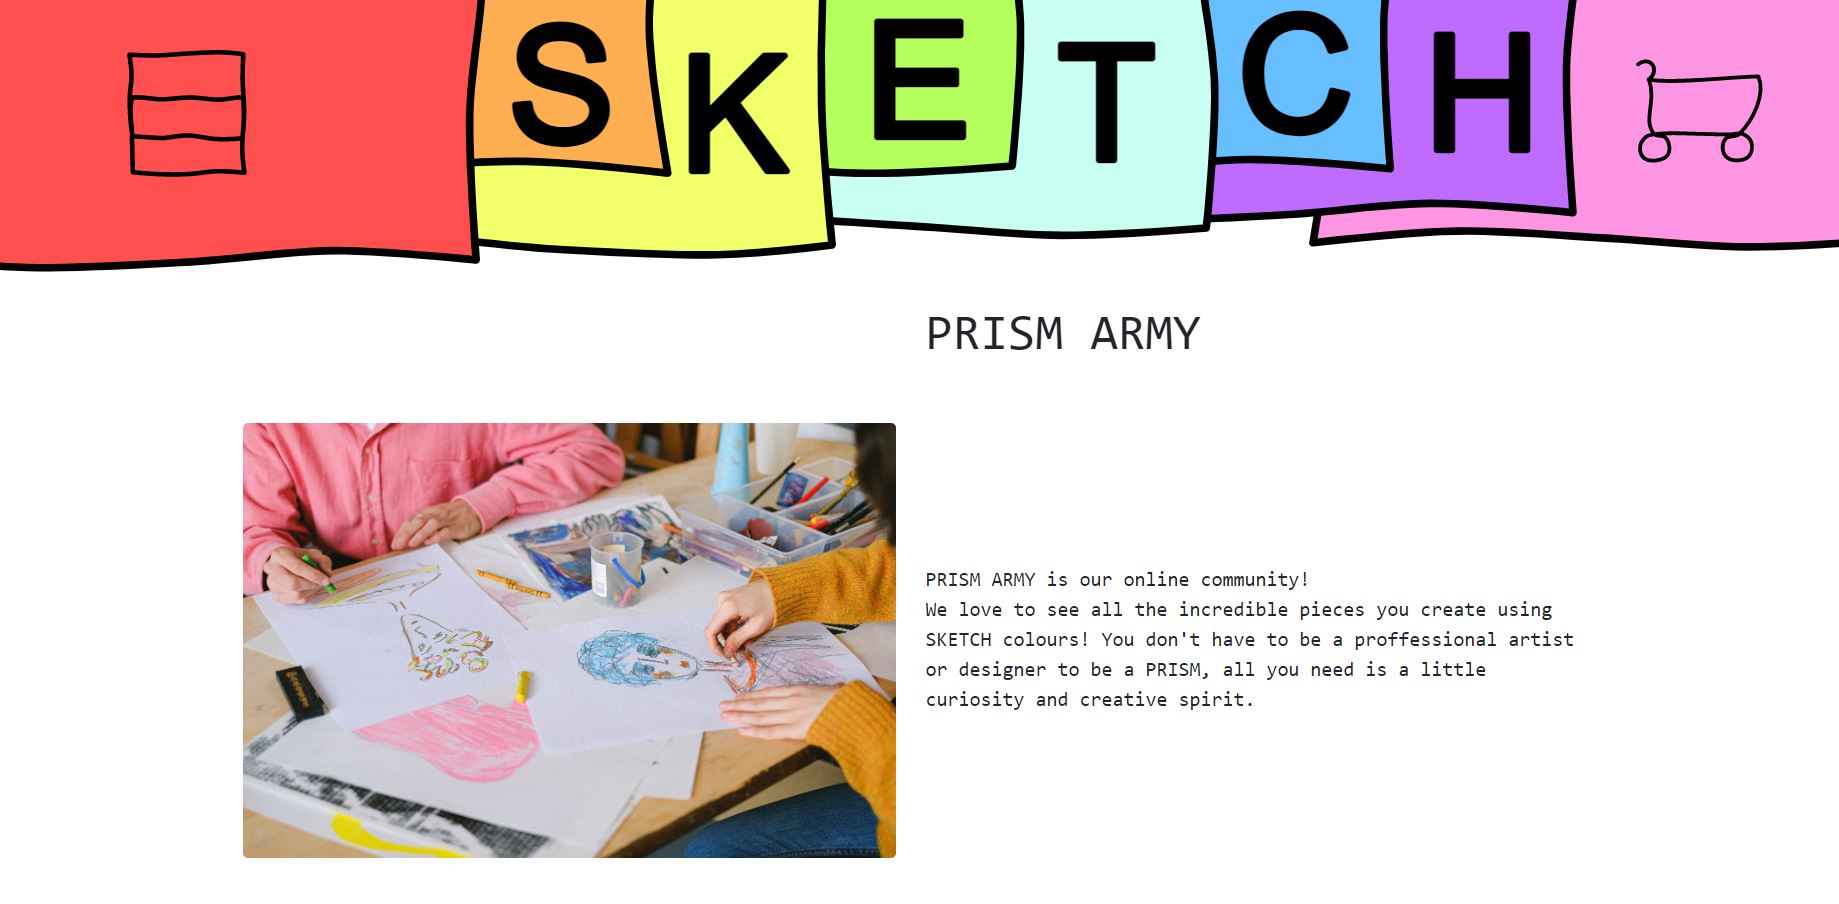 SKETCH
PRISM ARMY
PRISM ARMY is our online community!
We love to see all the incredible pieces you create using
SKETCH colours! You don't have to be a proffessional artist
or designer to be a PRISM, all you need is a little
curiosity and creative spirit.